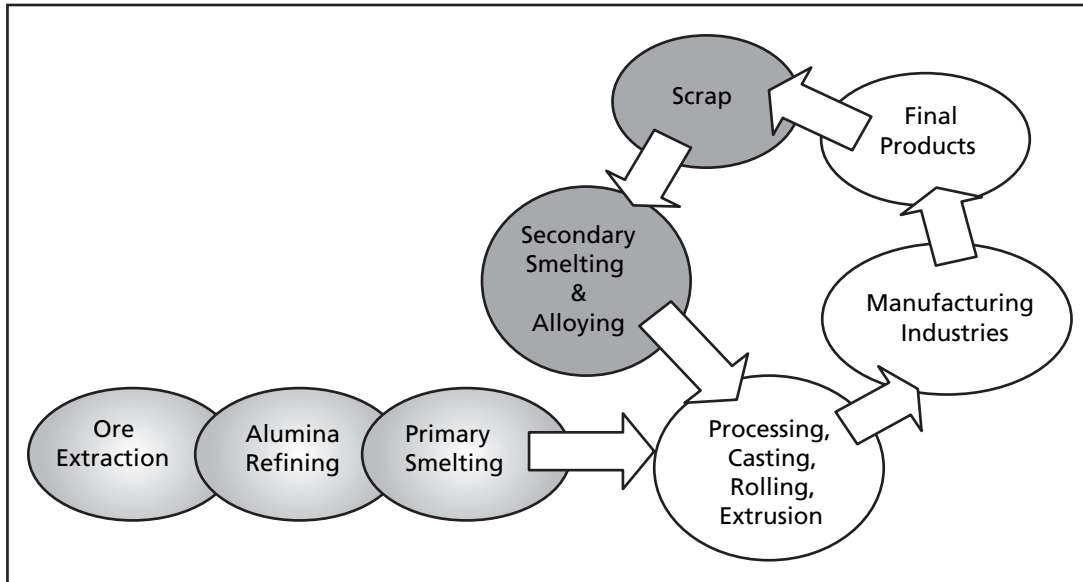 Scrap
Final
Products
Secondary
Smelting
&
Alloying
Manufacturing
Industries
Ore
Extraction
Alumina
Refining
Primary
Smelting
Processing,
Casting,
Rolling,
Extrusion